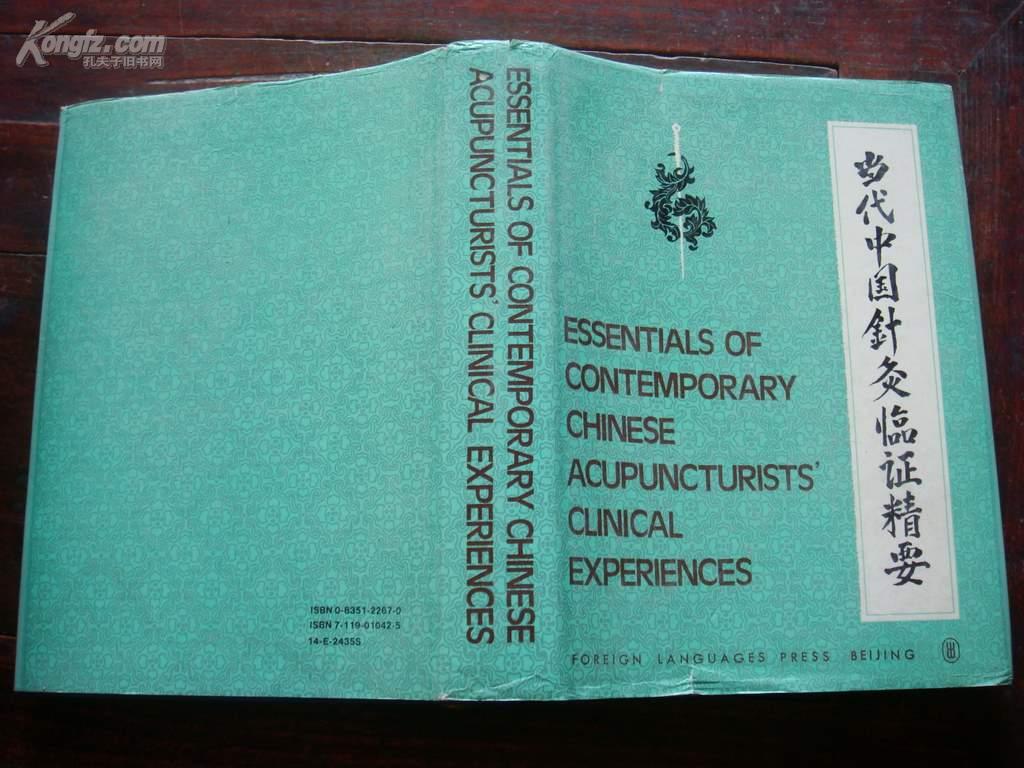 Kongfz.com
孔夫子旧书网
ISBN 0-8351-2267-0
ISBN 7-119-01042-5
14-E-2435S
ESSENTIALS OF CONTEMPORARY CHINESE
ACUPUNCTURISTS' CLINICAL EXPERIENCES
ESSENTIALS OF
CONTEMPORARY
CHINESE
ACUPUNCTURISTS'
CLINICAL
EXPERIENCES
当代中国針灸临证精要
FOREIGN LANGUAGES PRESS BEIJING